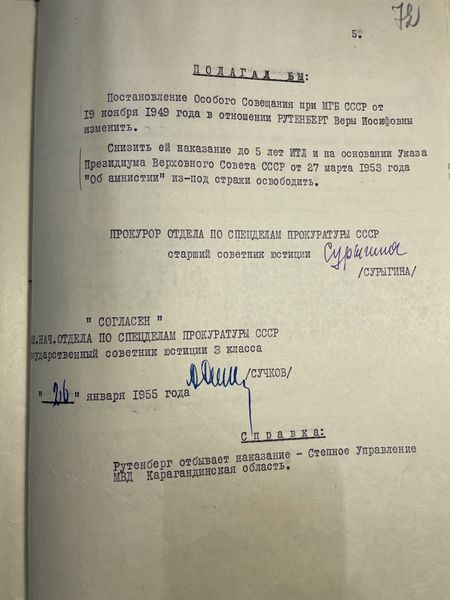 72
5.
ПОЛАГАЛ БЫ:
Постановление Особого Совещания при МГБ СССР от
19 ноября 1949 года в отношении РУТЕНБЕРГ Веры Иосифовны
изменить.
Снизить ей наказание до 5 лет ИТЛ и на основании Указа
Президиума Верховного Совета СССР от 27 марта 1953 года
"Об амнистии" из-под стражи освободить.
ПРОКУРОР ОТДЕЛА ПО СПЕЦДЕЛАМ ПРОКУРАТУРЫ СССР
старший советник юстиции Сурыгина
/СУРЫГИНА/
" СОГЛАСЕН "
НАЧ.ОТДЕЛА ПО СПЕЦДЕЛАМ ПРОКУРАТУРЫ СССР
осударственный советник юстиции 3 класса
/СУЧКОВ/
" 26 " января 1955 года
Справка:
Рутенберг отбывает наказание - Степное Управление
МВД Карагандинская область.